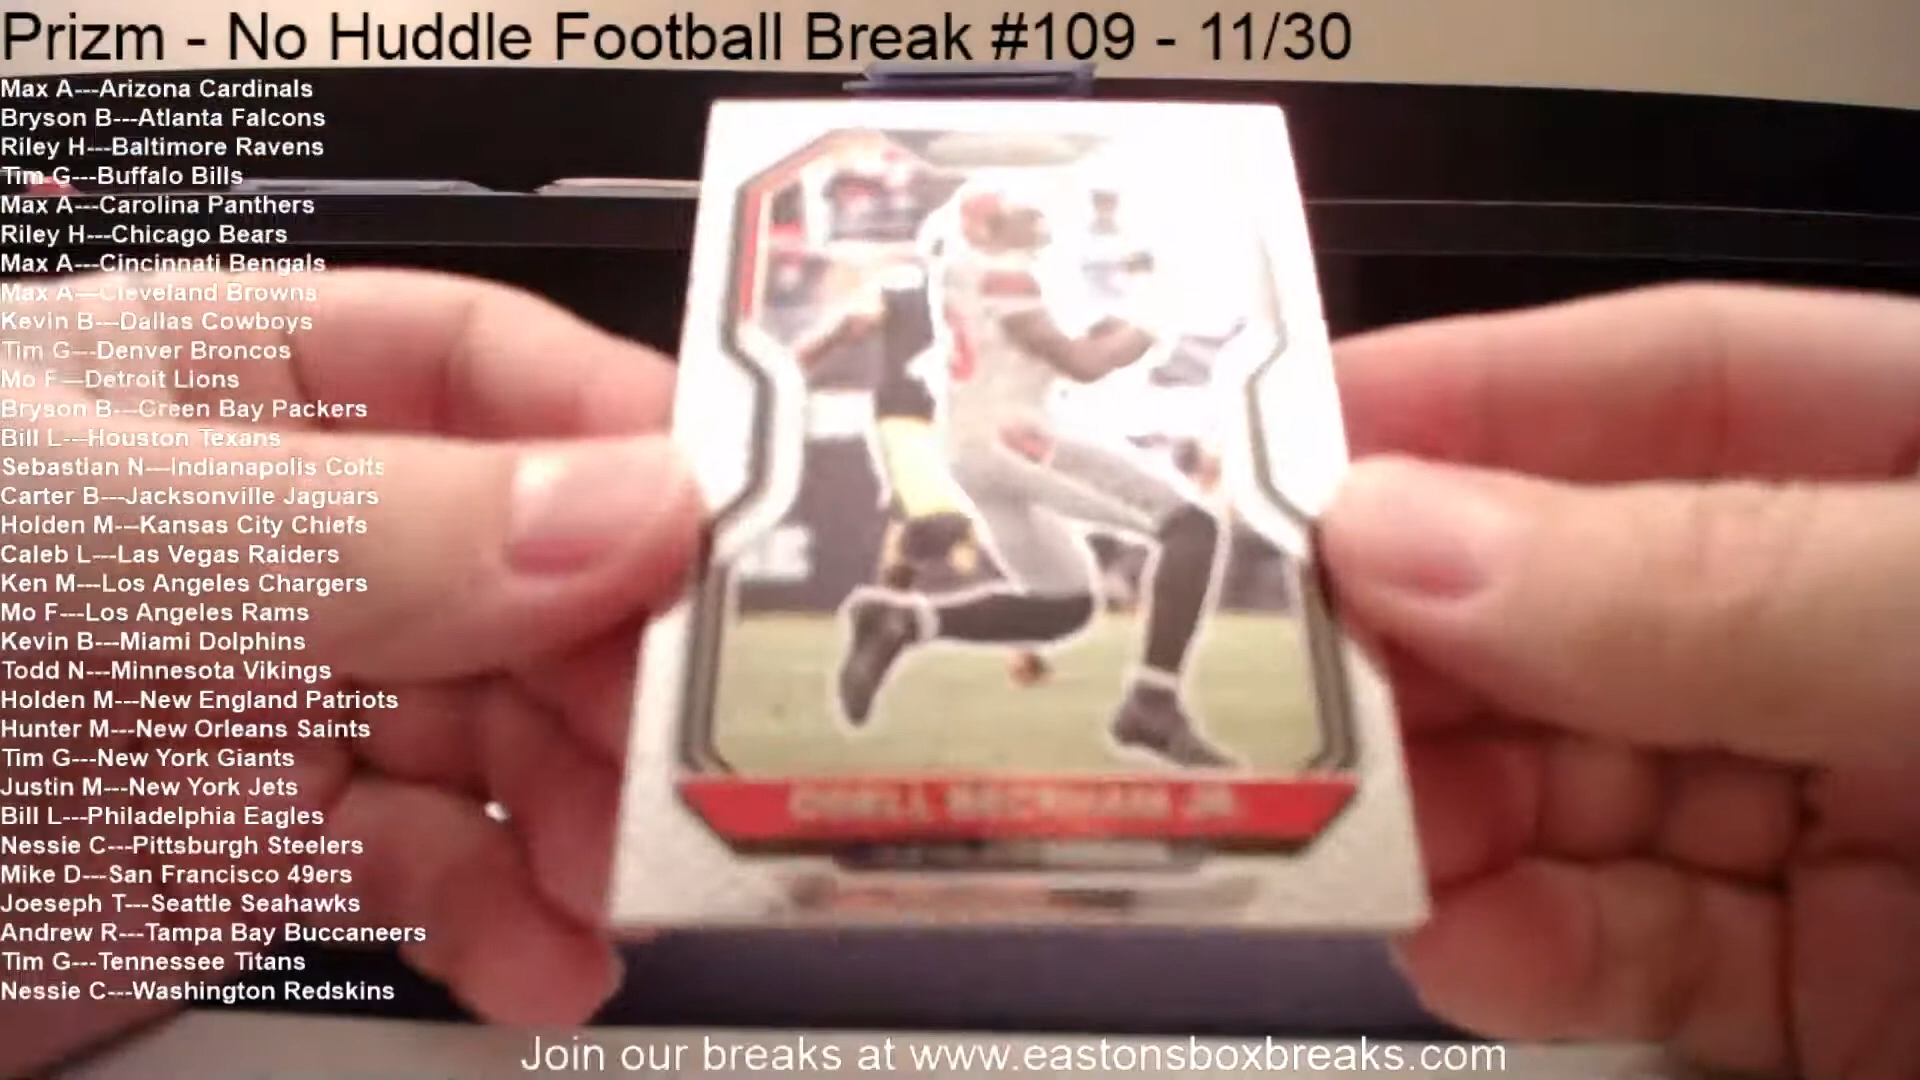 Prizm - No Huddle Football Break #109 - 11/30
Max A---Arizona Cardinals
Bryson B---Atlanta Falcons
Riley H---Baltimore Ravens
Tim G---Buffalo Bills
Max A---Carolina Panthers
Riley H---Chicago Bears
Max A---Cincinnati Bengals
Max A---Cleveland Browns
Kevin B---Dallas Cowboys
Tim G---Denver Broncos
Mo F---Detroit Lions
Bryson B---Green Bay Packers
Bill L---Houston Texans
Sebastian N---Indianapolis Colts
Carter B---Jacksonville Jaguars
Holden M---Kansas City Chiefs
Caleb L---Las Vegas Raiders
Ken M---Los Angeles Chargers
Mo F---Los Angeles Rams
Kevin B---Miami Dolphins
Todd N---Minnesota Vikings
Holden M---New England Patriots
Hunter M---New Orleans Saints
Tim G---New York Giants
Justin M---New York Jets
Bill L---Philadelphia Eagles
Nessie C---Pittsburgh Steelers
Mike D---San Francisco 49ers
Joeseph T---Seattle Seahawks
Andrew R---Tampa Bay Buccaneers
Tim G---Tennessee Titans
Nessie C---Washington Redskins
ODELL BECKHAM JR.
Join our breaks at www.eastonsboxbreaks.com